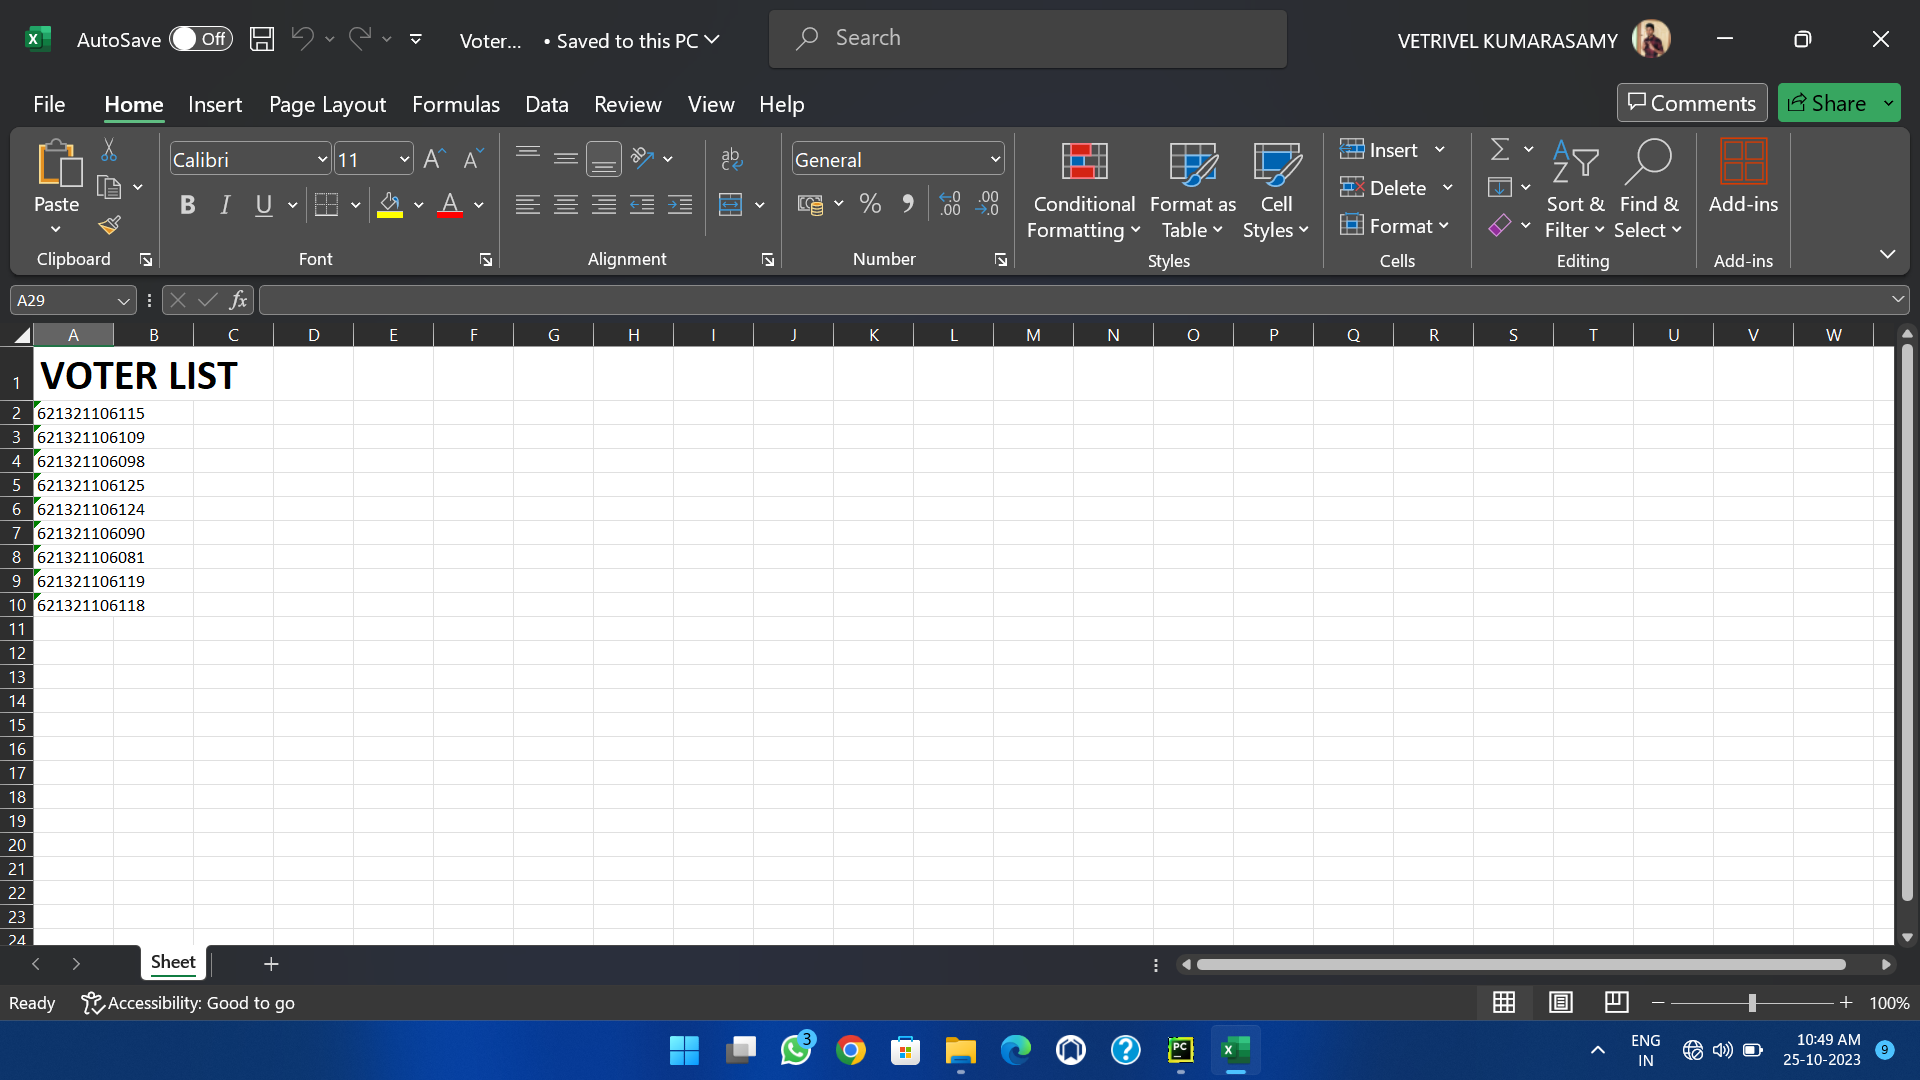 AutoSave Off Voter... • Saved to this PC Search VETRIVEL KUMARASAMY
File Home Insert Page Layout Formulas Data Review View Help Comments Share
Paste
Clipboard
Calibri 11
B I U A
Font
ab
Alignment
General
% , .00 .00
Number
Conditional Formatting
Format as Table
Cell Styles
Styles
Insert
Delete
Format
Cells
Sort & Filter
Find & Select
Editing
Add-ins
Add-ins
A29 fx
A B C D E F G H I J K L M N O P Q R S T U V W
1 VOTER LIST
2 621321106115
3 621321106109
4 621321106098
5 621321106125
6 621321106124
7 621321106090
8 621321106081
9 621321106119
10 621321106118
11
12
13
14
15
16
17
18
19
20
21
22
23
24
Sheet
Ready Accessibility: Good to go 100%
3 PC ENG 10:49 AM
IN 25-10-2023 9